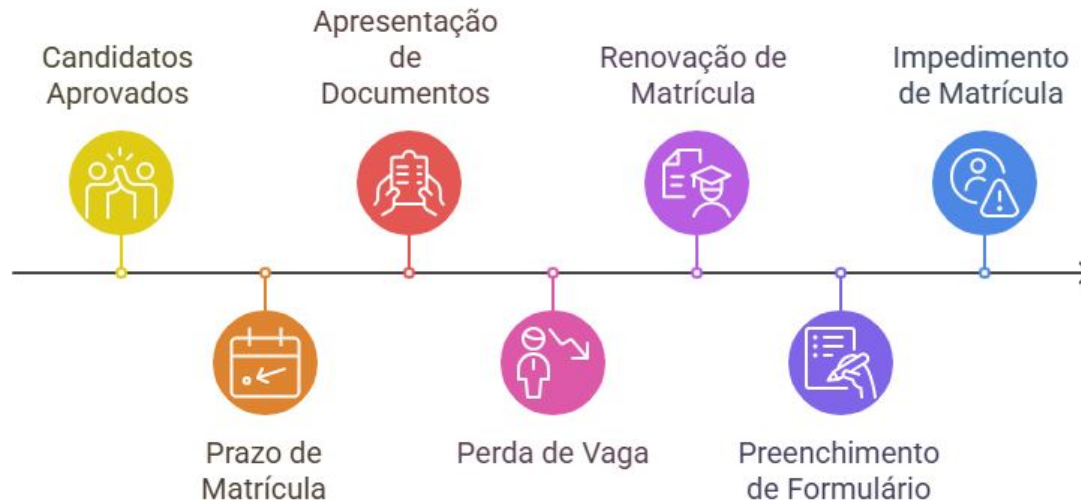 Candidatos
Aprovados
Prazo de
Matrícula
Apresentação
de
Documentos
Perda de Vaga
Renovação de
Matrícula
Preenchimento
de Formulário
Impedimento
de Matrícula